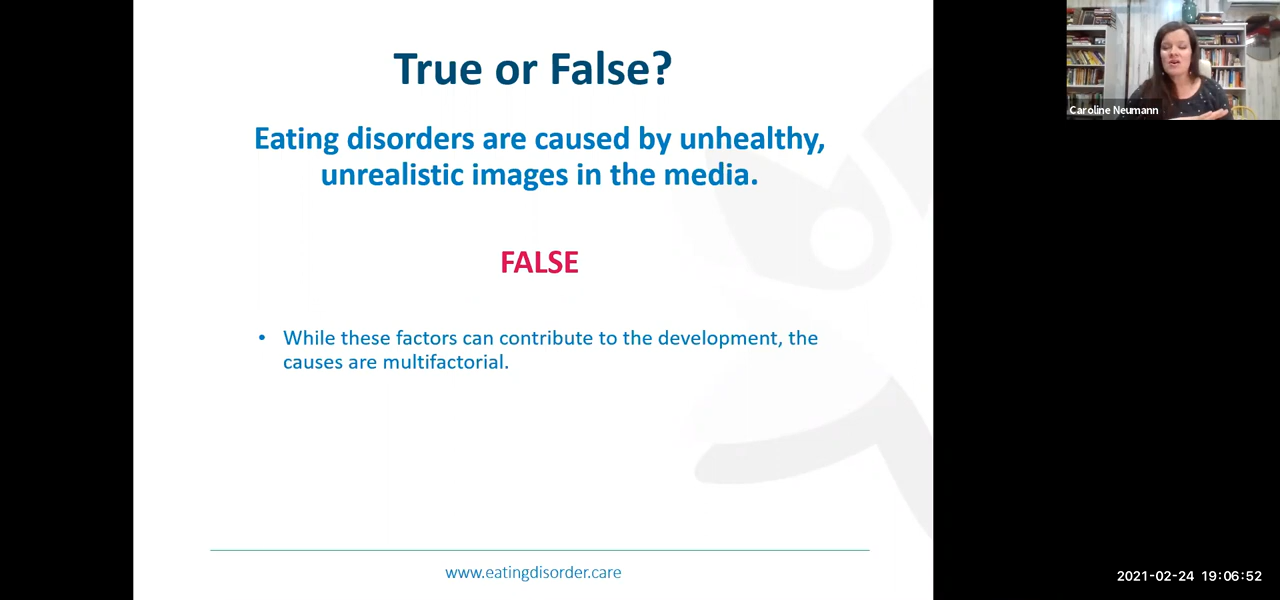 True or False?
Eating disorders are caused by unhealthy,
unrealistic images in the media.
FALSE
• While these factors can contribute to the development, the
causes are multifactorial.
www.eatingdisorder.care
Caroline Neumann
2021-02-24 19:06:52